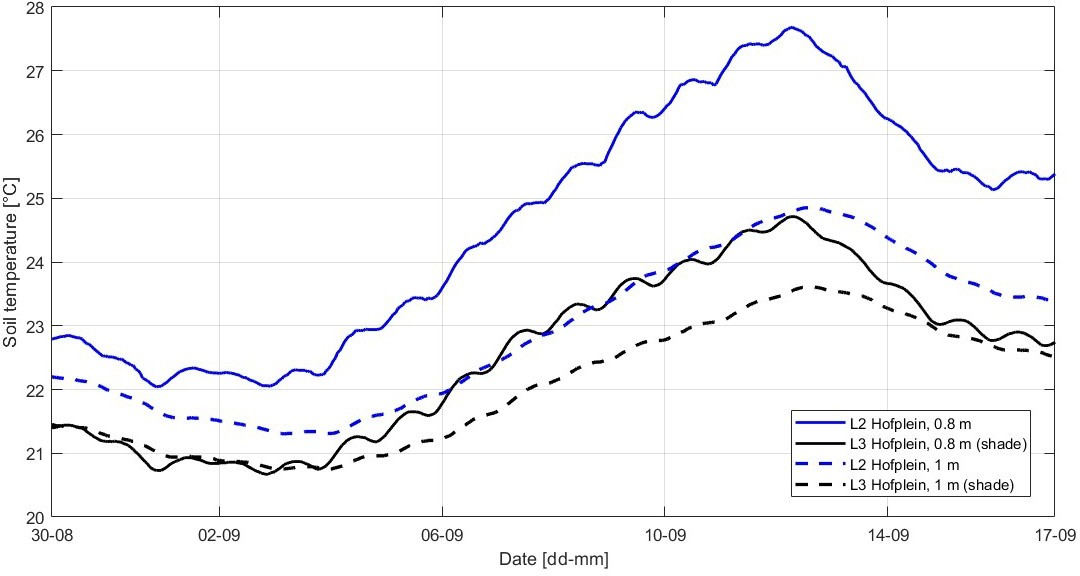 28
27
26
25
24
23
22
21
20
Soil temperature [°C]
30-08
02-09
06-09
10-09
14-09
17-09
Date [dd-mm]
L2 Hofplein, 0.8 m
L3 Hofplein, 0.8 m (shade)
L2 Hofplein, 1 m
L3 Hofplein, 1 m (shade)